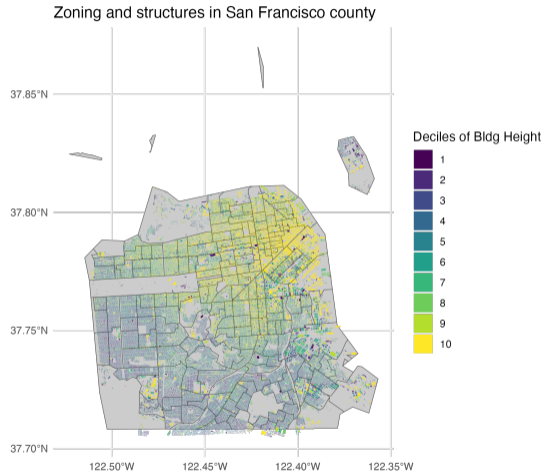 Zoning and structures in San Francisco county
37.85°N
37.80°N
37.75°N
37.70°N
122.50°W
122.45°W
122.40°W
122.35°W
Deciles of Bldg Height
1
2
3
4
5
6
7
8
9
10